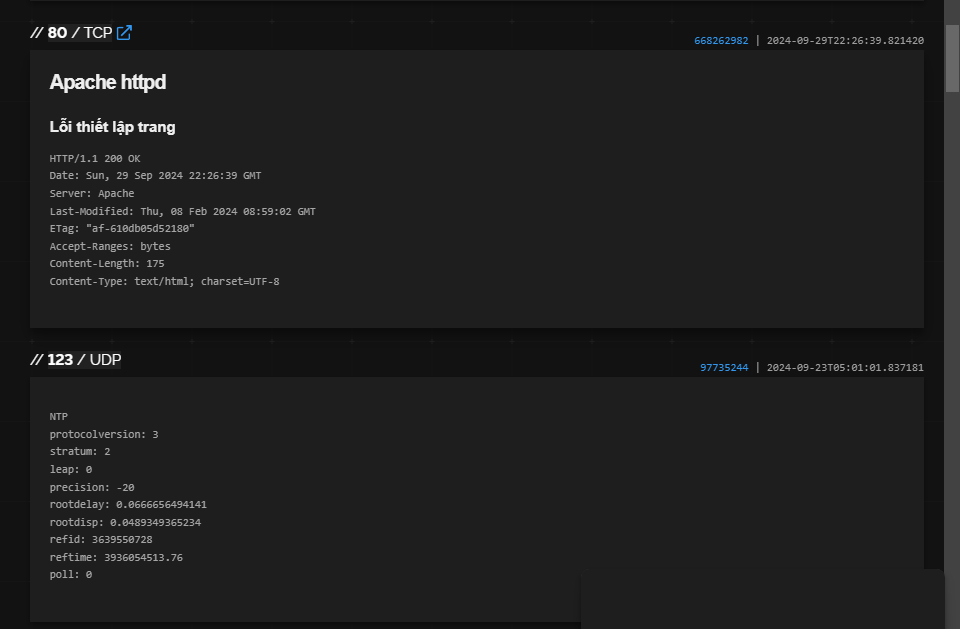 // 80 / TCP
668262982 | 2024-09-29T22:26:39.821420
Apache httpd
Lỗi thiết lập trang
HTTP/1.1 200 OK
Date: Sun, 29 Sep 2024 22:26:39 GMT
Server: Apache
Last-Modified: Thu, 08 Feb 2024 08:59:02 GMT
ETag: "af-610db05d52180"
Accept-Ranges: bytes
Content-Length: 175
Content-Type: text/html; charset=UTF-8
// 123 / UDP
97735244 | 2024-09-23T05:01:01.837181
NTP
protocolversion: 3
stratum: 2
leap: 0
precision: -20
rootdelay: 0.0666656494141
rootdisp: 0.0489349365234
refid: 3639550728
reftime: 3936054513.76
poll: 0